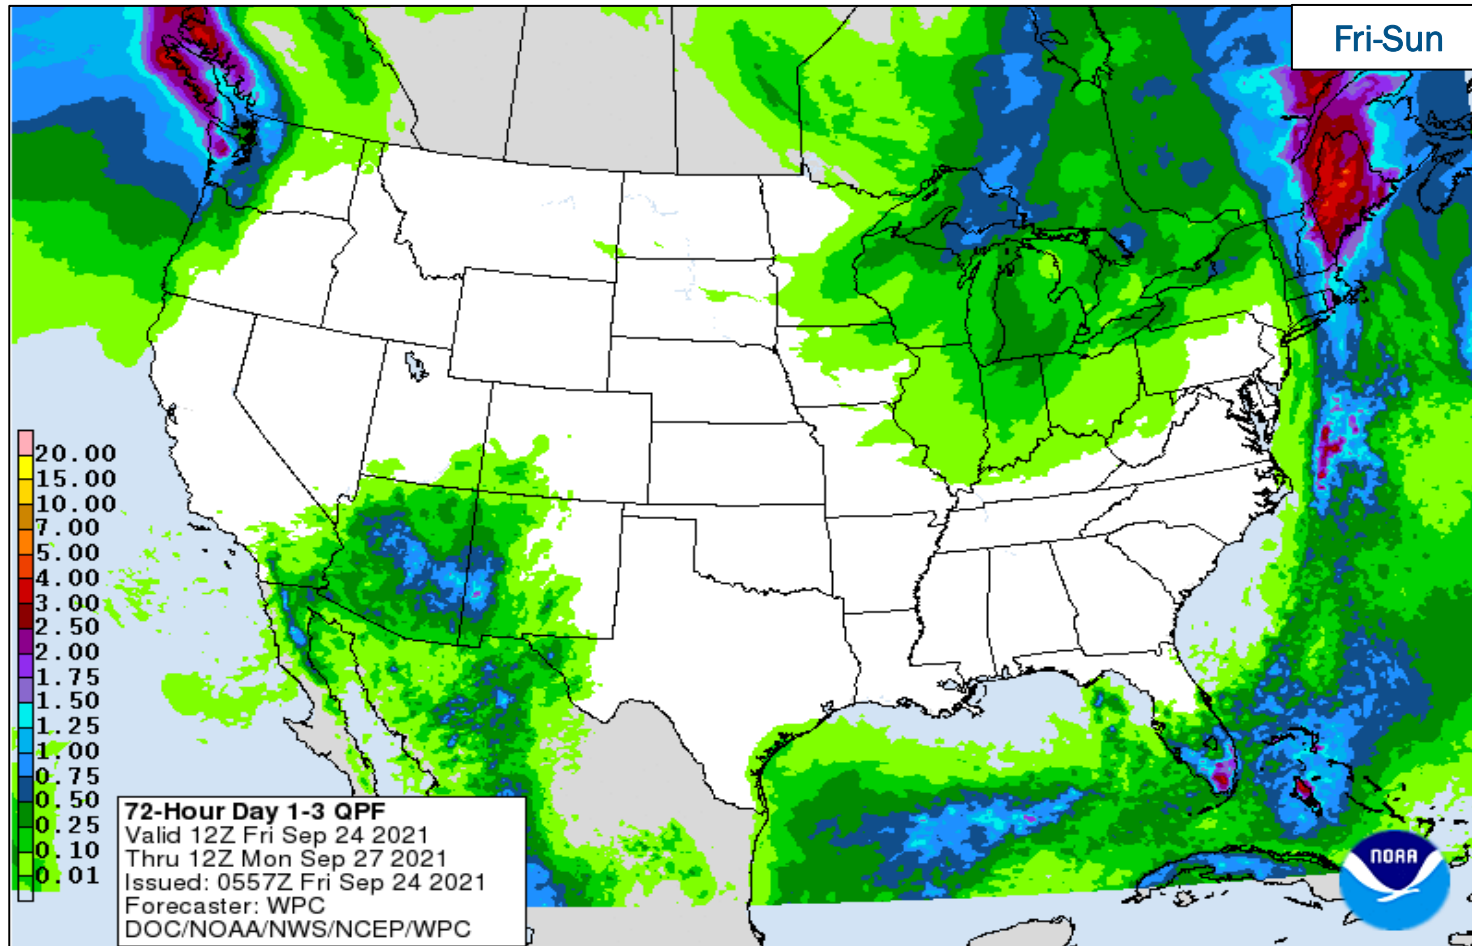 Fri-Sun
20.00
15.00
10.00
7.00
5.00
4.00
3.00
2.50
2.00
1.75
1.50
1.25
1.00
0.75
0.50
0.25
0.10
0.01
72-Hour Day 1-3 QPF
Valid 12Z Fri Sep 24 2021
Thru 12Z Mon Sep 27 2021
Issued: 0557Z Fri Sep 24 2021
Forecaster: WPC
DOC/NOAA/NWS/NCEP/WPC
NOAA